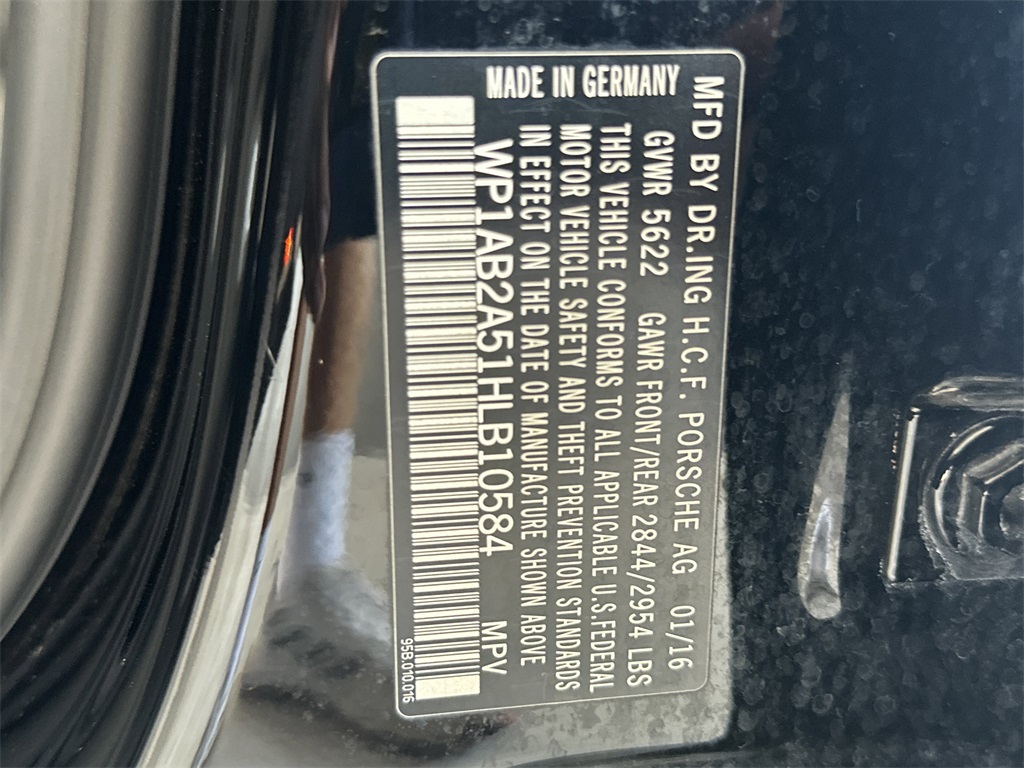 MFD BY DR.ING H.C.F. PORSCHE AG 01/16
GVWR 5622 GAWR FRONT/REAR 2844/2954 LBS
THIS VEHICLE CONFORMS TO ALL APPLICABLE U.S.FEDERAL
MOTOR VEHICLE SAFETY AND THEFT PREVENTION STANDARDS
IN EFFECT ON THE DATE OF MANUFACTURE SHOWN ABOVE
WP1AB2A51HLB10584 MPV
MADE IN GERMANY
958.010.016